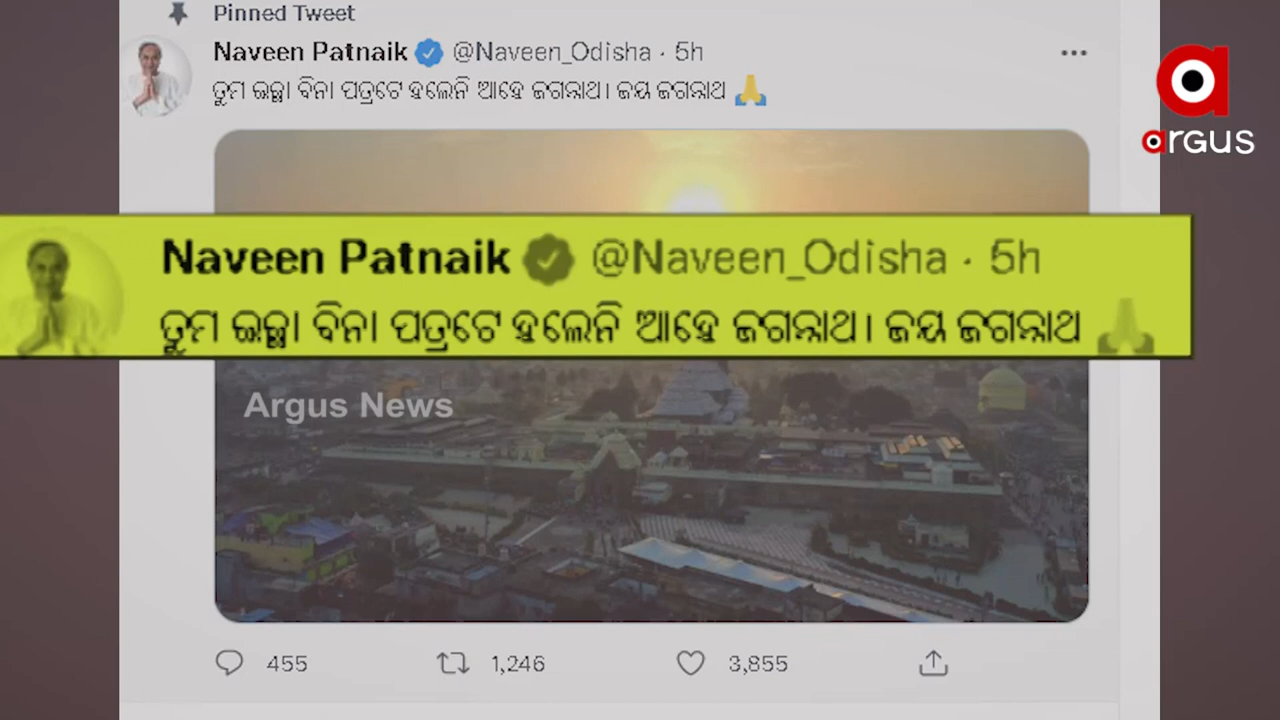 Pinned Tweet
Naveen Patnaik @Naveen_Odisha · 5h
ତୁମ ଇଚ୍ଛା ବିନା ପତ୍ରଟେ ହଲେନି ଆହେ ଜଗନ୍ନାଥ। ଜୟ ଜଗନ୍ନାଥ 🙏
argus
Naveen Patnaik @Naveen_Odisha · 5h
ତୁମ ଇଚ୍ଛା ବିନା ପତ୍ରଟେ ହଲେନି ଆହେ ଜଗନ୍ନାଥ। ଜୟ ଜଗନ୍ନାଥ 🙏
Argus News
455 1,246 3,855